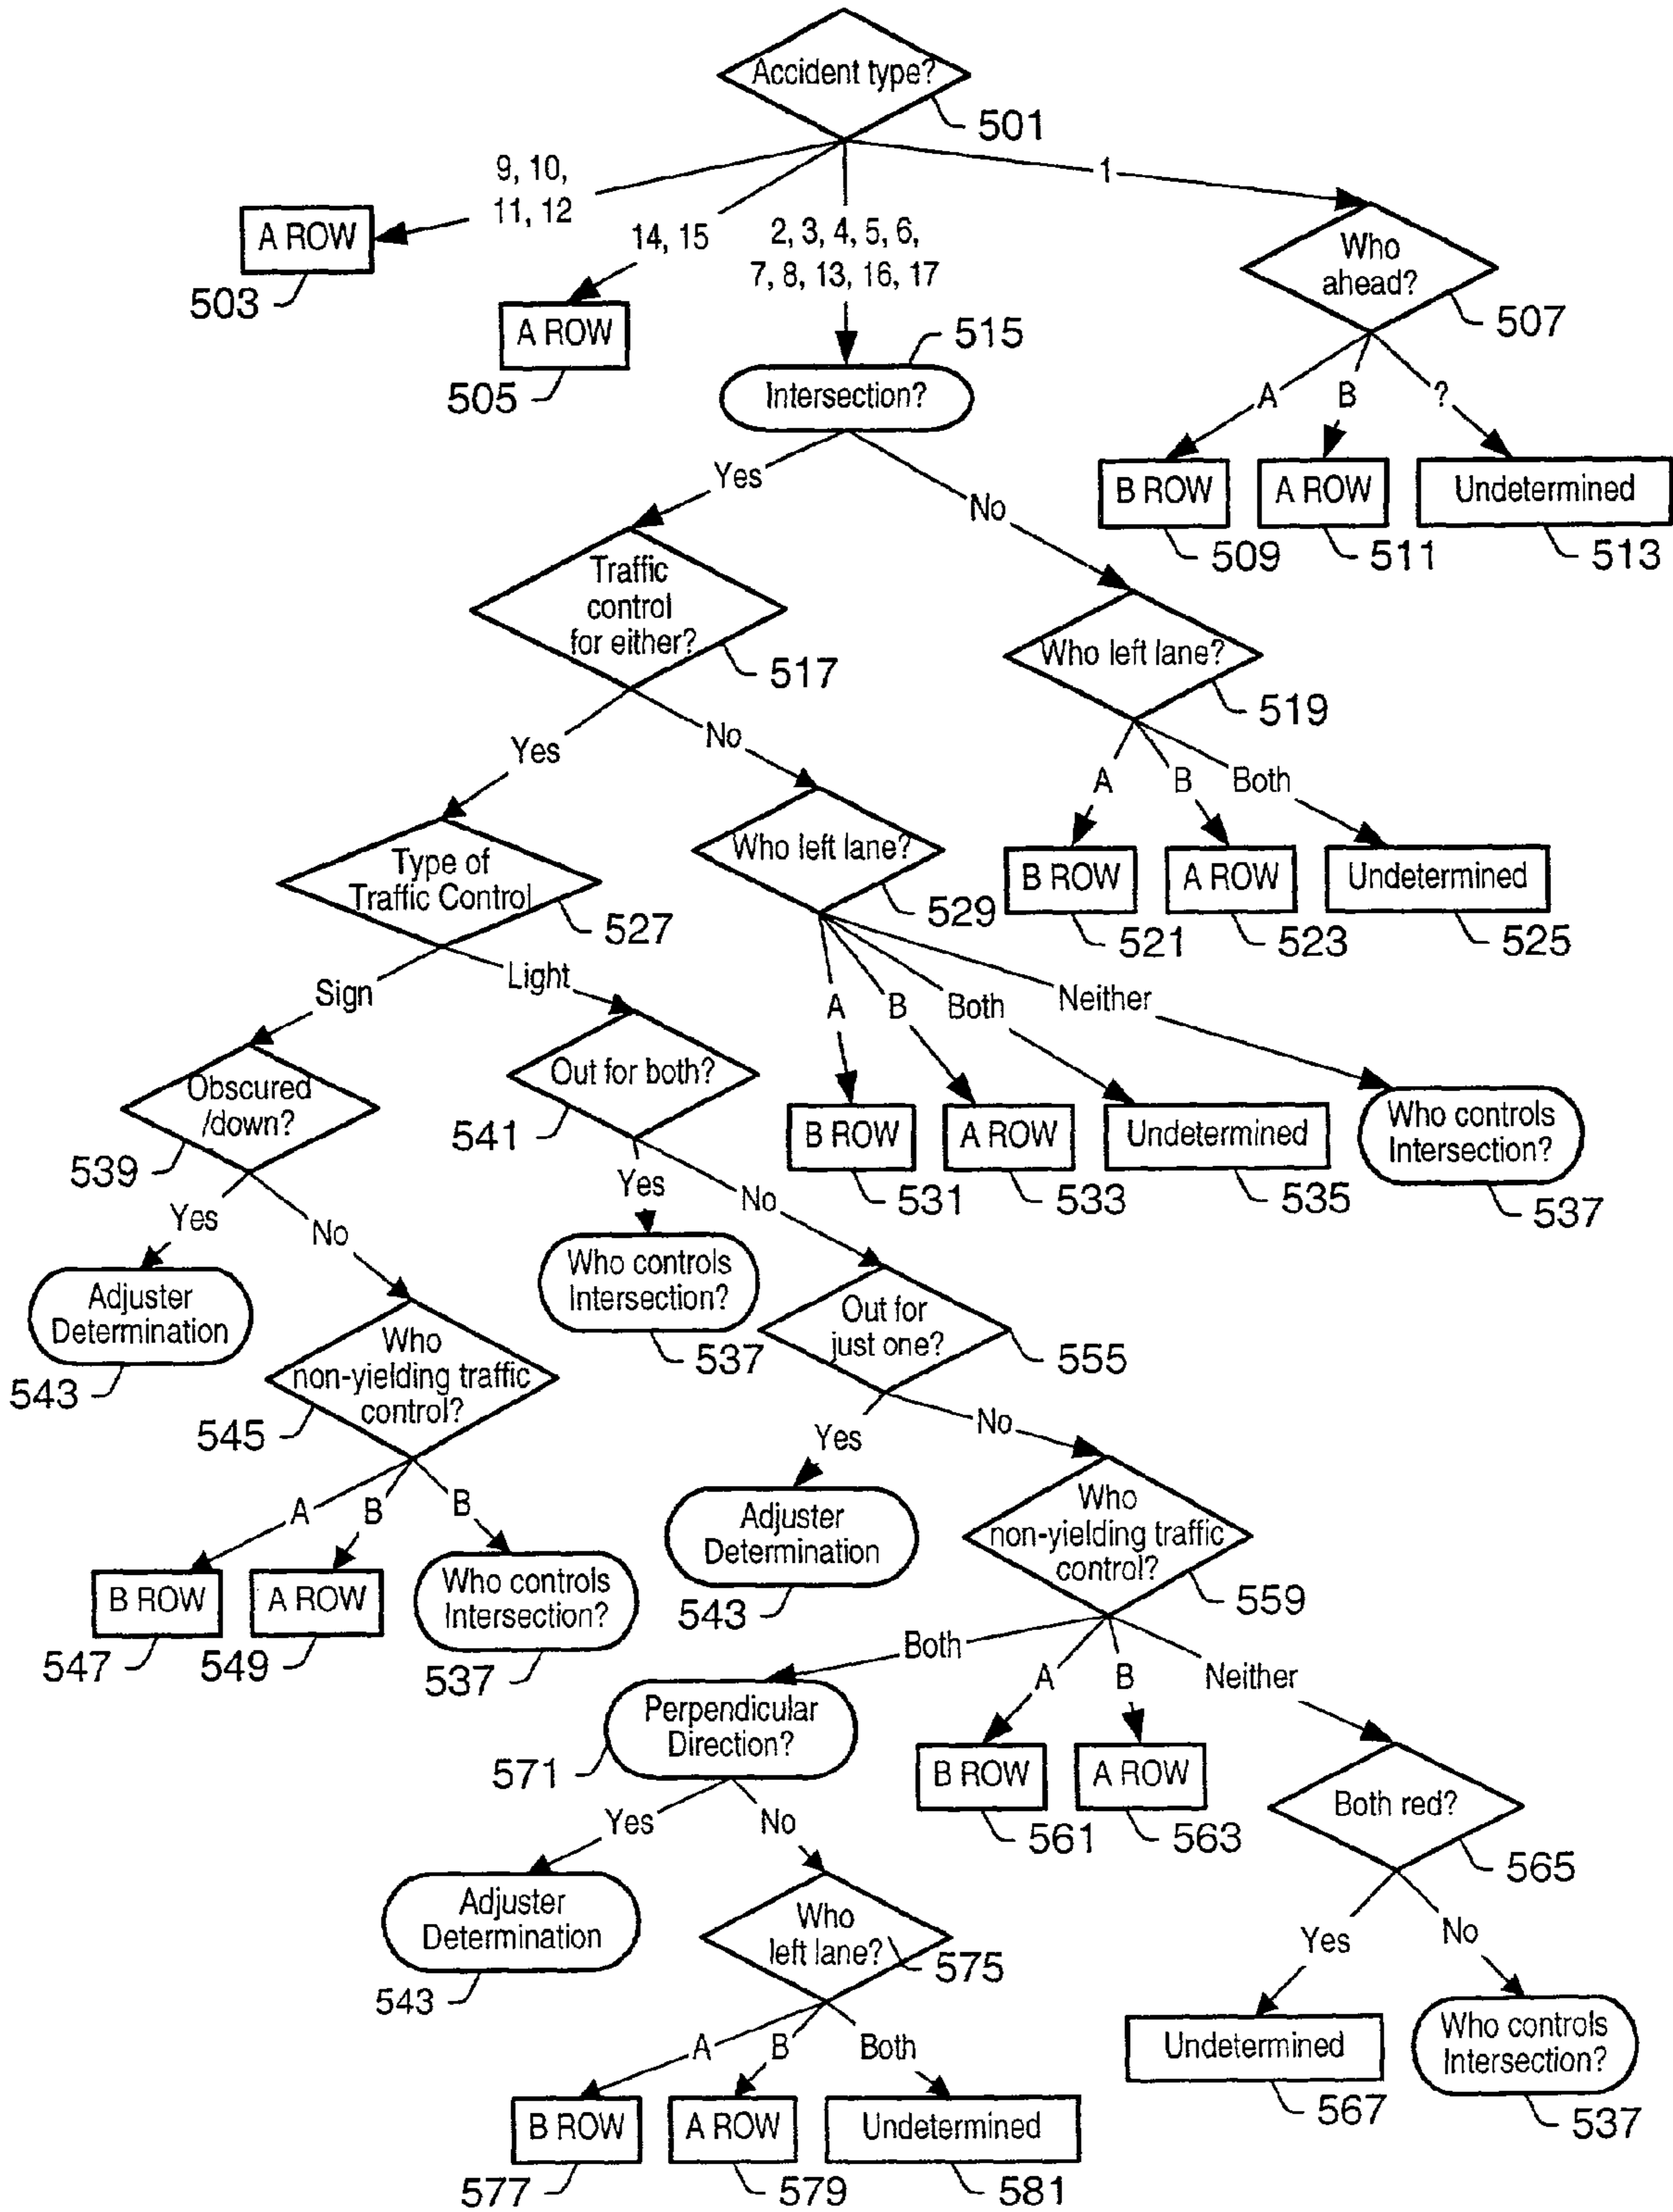 Accident type?
501
9, 10,
11, 12
14, 15
2, 3, 4, 5, 6,
7, 8, 13, 16, 17
1
A ROW
503
A ROW
505
Who
ahead?
507
515
Intersection?
A
B
?
B ROW
509
A ROW
511
Undetermined
513
Yes
No
Traffic
control
for either?
517
Who left lane?
519
Yes
No
A
B
Both
Type of
Traffic Control
527
Who left lane?
529
B ROW
521
A ROW
523
Undetermined
525
Sign
Light
A
B
Both
Neither
Obscured
/down?
539
Out for both?
541
B ROW
531
A ROW
533
Undetermined
535
Who controls
Intersection?
537
Yes
No
Yes
No
Adjuster
Determination
543
Who
non-yielding traffic
control?
545
Who controls
Intersection?
537
Out for
just one?
555
A
B
B
Yes
No
B ROW
547
A ROW
549
Who controls
Intersection?
537
Adjuster
Determination
543
Who
non-yielding traffic
control?
559
Both
A
B
Neither
Perpendicular
Direction?
571
B ROW
561
A ROW
563
Both red?
565
Yes
No
Yes
No
Adjuster
Determination
543
Who
left lane?
575
Undetermined
567
Who controls
Intersection?
537
A
B
Both
B ROW
577
A ROW
579
Undetermined
581